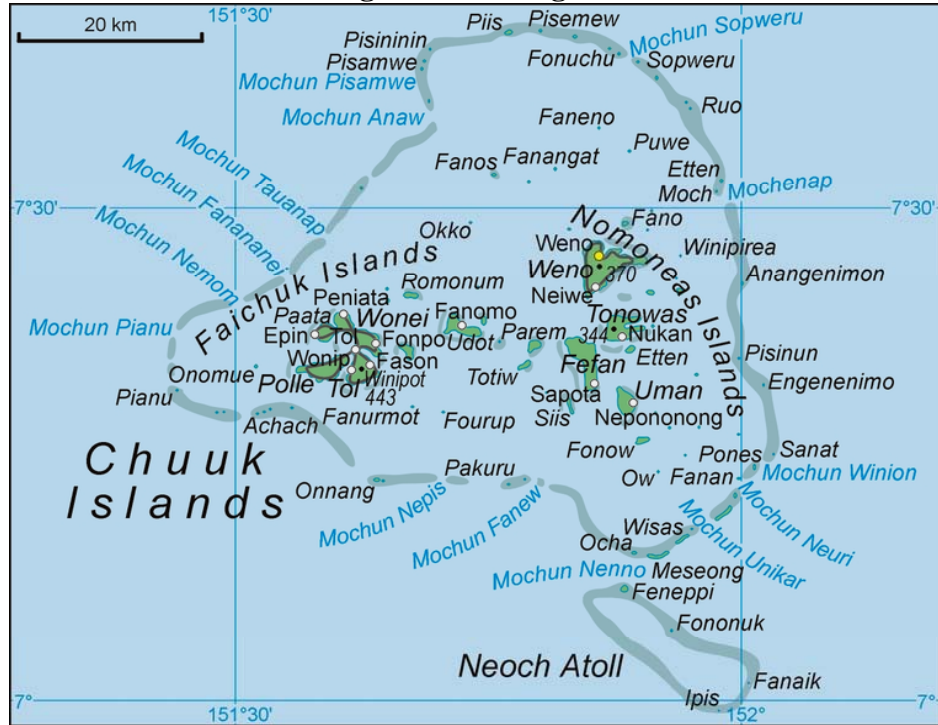 151°30'
152°
20 km
Piis
Pisemew
Mochun Sopweru
Pisininin
Pisamwe
Fonuchu
Sopweru
Mochun Pisamwe
Ruo
Mochun Anaw
Faneno
Puwe
Fanos
Fanangat
Etten
Moch
Mochenap
Mochun Tauanap
Mochun Fanananei
Mochun Nemom
7°30'
7°30'
Okko
Fano
Nomoneas Islands
Weno
Winipirea
Weno
370
Anangenimon
Neiwe
Faichuk Islands
Romonum
Peniata
Paata
Wonei
Fanomo
Tonowas
Mochun Pianu
Epin
Tol
Fonpo
Udot
Parem
344
Nukan
Wonip
Fason
Fefan
Etten
Pisinun
Onomue
Polle
Tol
Winipot
443
Totiw
Engenenimo
Pianu
Sapota
Uman
Achach
Fanurmot
Fourup
Siis
Nepononong
Chuuk
Islands
Fonow
Pones
Sanat
Onnang
Pakuru
Ow
Fanan
Mochun Winion
Mochun Nepis
Mochun Fanew
Wisas
Mochun Neuri
Ocha
Mochun Unikar
Mochun Nenno
Meseong
Feneppi
Fononuk
Neoch Atoll
Fanaik
Ipis
7°
7°
151°30'
152°